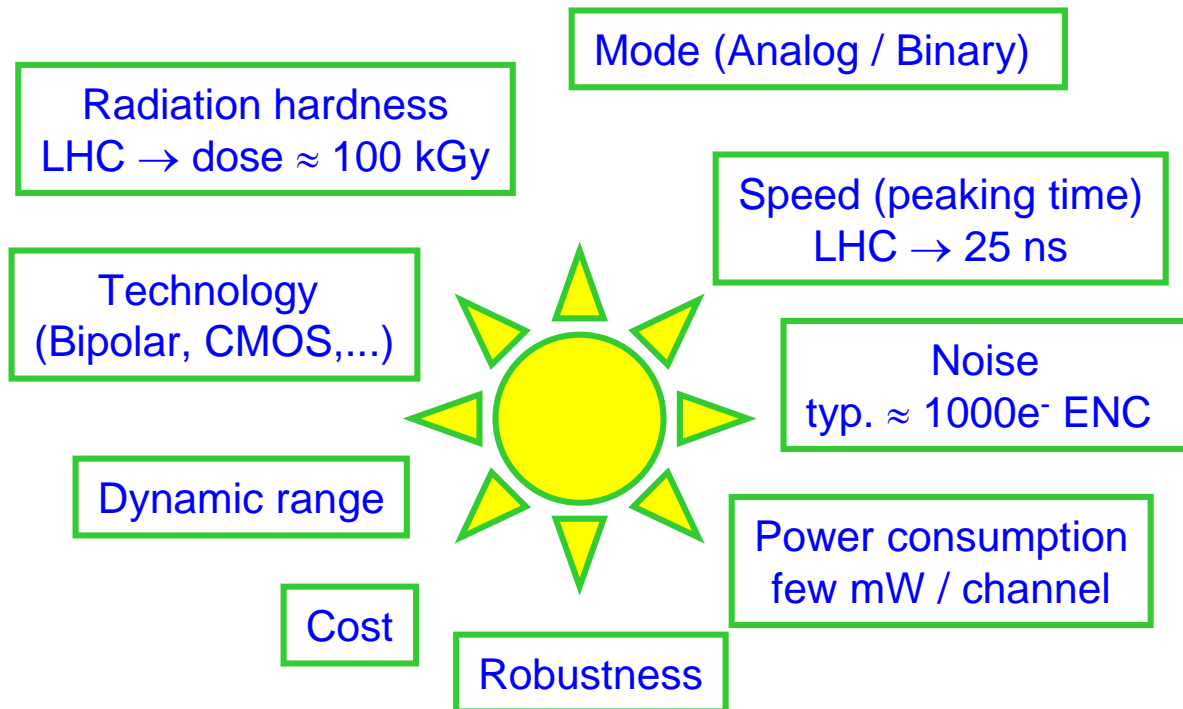 Mode (Analog / Binary)
Radiation hardness
LHC → dose ≈ 100 kGy
Speed (peaking time)
LHC → 25 ns
Technology
(Bipolar, CMOS,...)
Noise
typ. ≈ 1000e⁻ ENC
Dynamic range
Power consumption
few mW / channel
Cost
Robustness